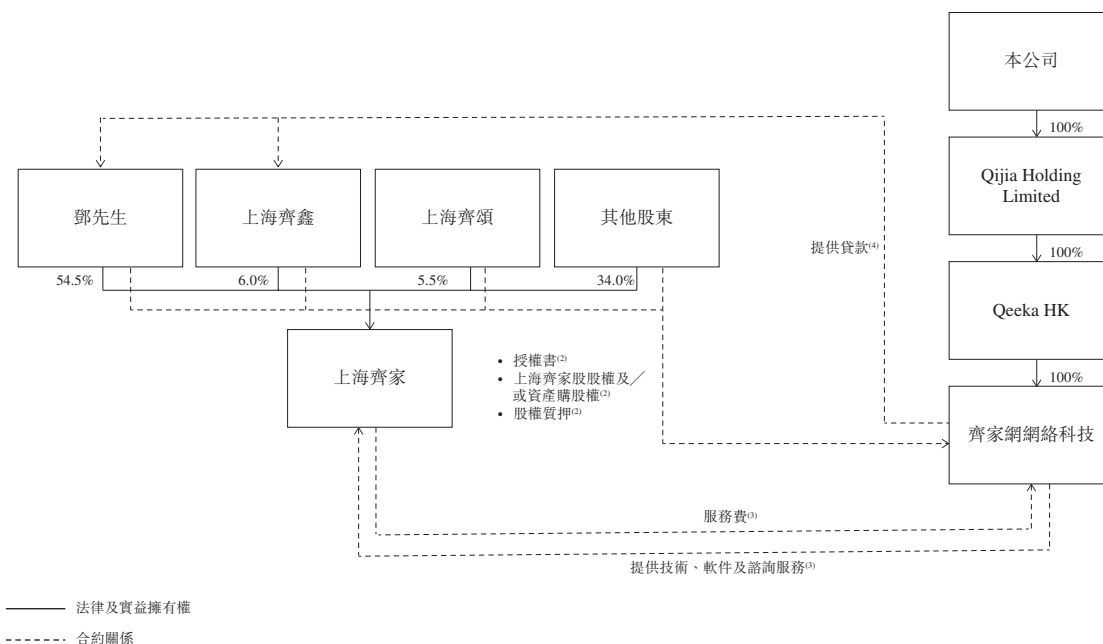 本公司
100%
Qijia Holding
Limited
鄧先生
上海齊鑫
上海齊頌
其他股東
提供貸款(4)
100%
54.5%
6.0%
5.5%
34.0%
Qeeka HK
上海齊家
• 授權書(2)
• 上海齊家股股權及／
或資產購股權(2)
• 股權質押(2)
100%
齊家網網絡科技
服務費(3)
提供技術、軟件及諮詢服務(3)
法律及實益擁有權
合約關係